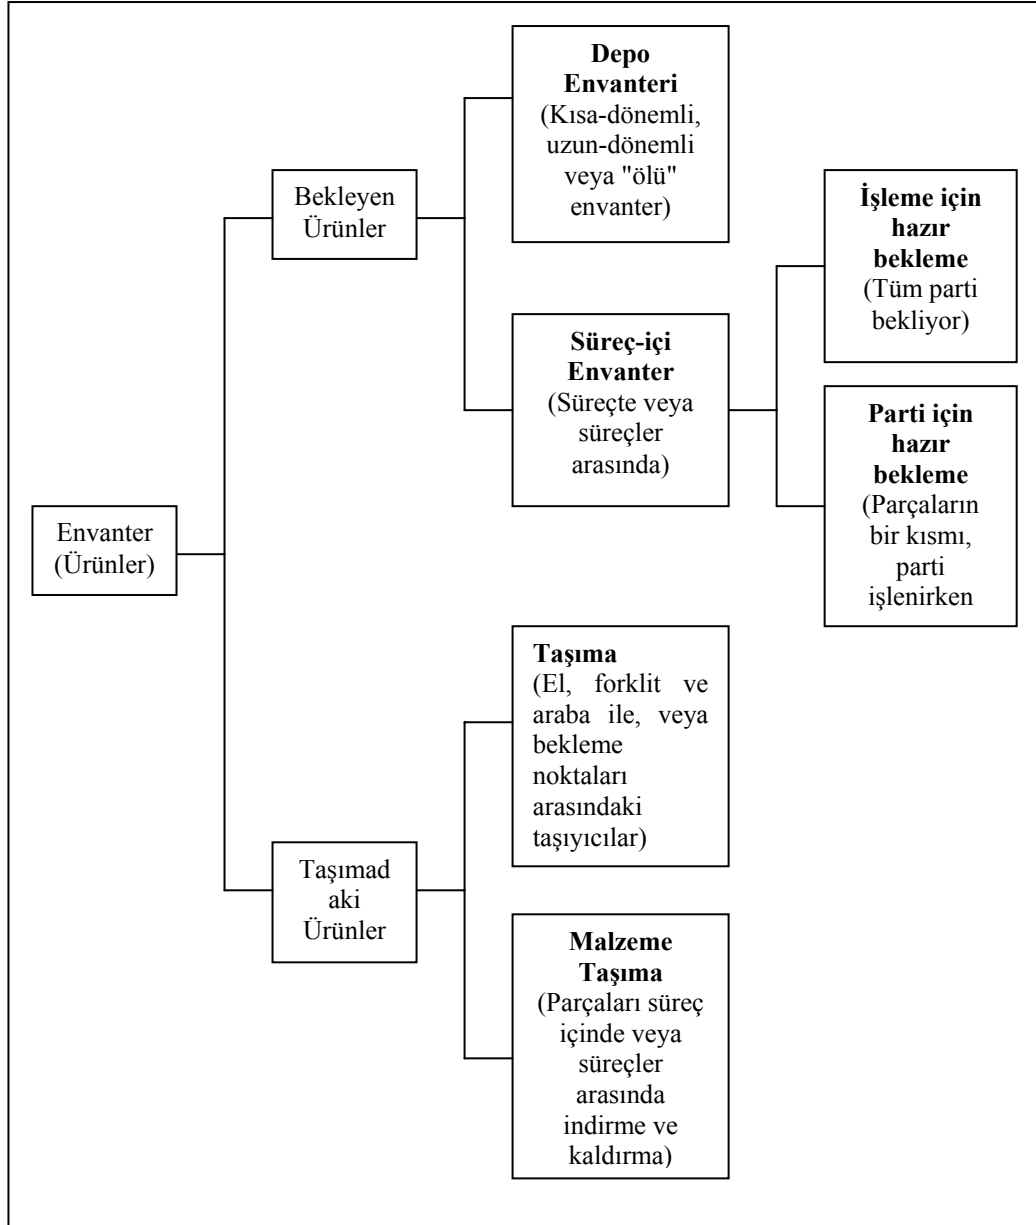 Depo
Envanteri
(Kısa-dönemli,
uzun-dönemli
veya "ölü"
envanter)
Bekleyen
Ürünler
İşleme için
hazır
bekleme
(Tüm parti
bekliyor)
Süreç-içi
Envanter
(Süreçte veya
süreçler
arasında)
Parti için
hazır
bekleme
(Parçaların
bir kısmı,
parti
işlenirken
Envanter
(Ürünler)
Taşıma
(El, forklit ve
araba ile, veya
bekleme
noktaları
arasındaki
taşıyıcılar)
Taşımad
aki
Ürünler
Malzeme
Taşıma
(Parçaları süreç
içinde veya
süreçler
arasında
indirme ve
kaldırma)